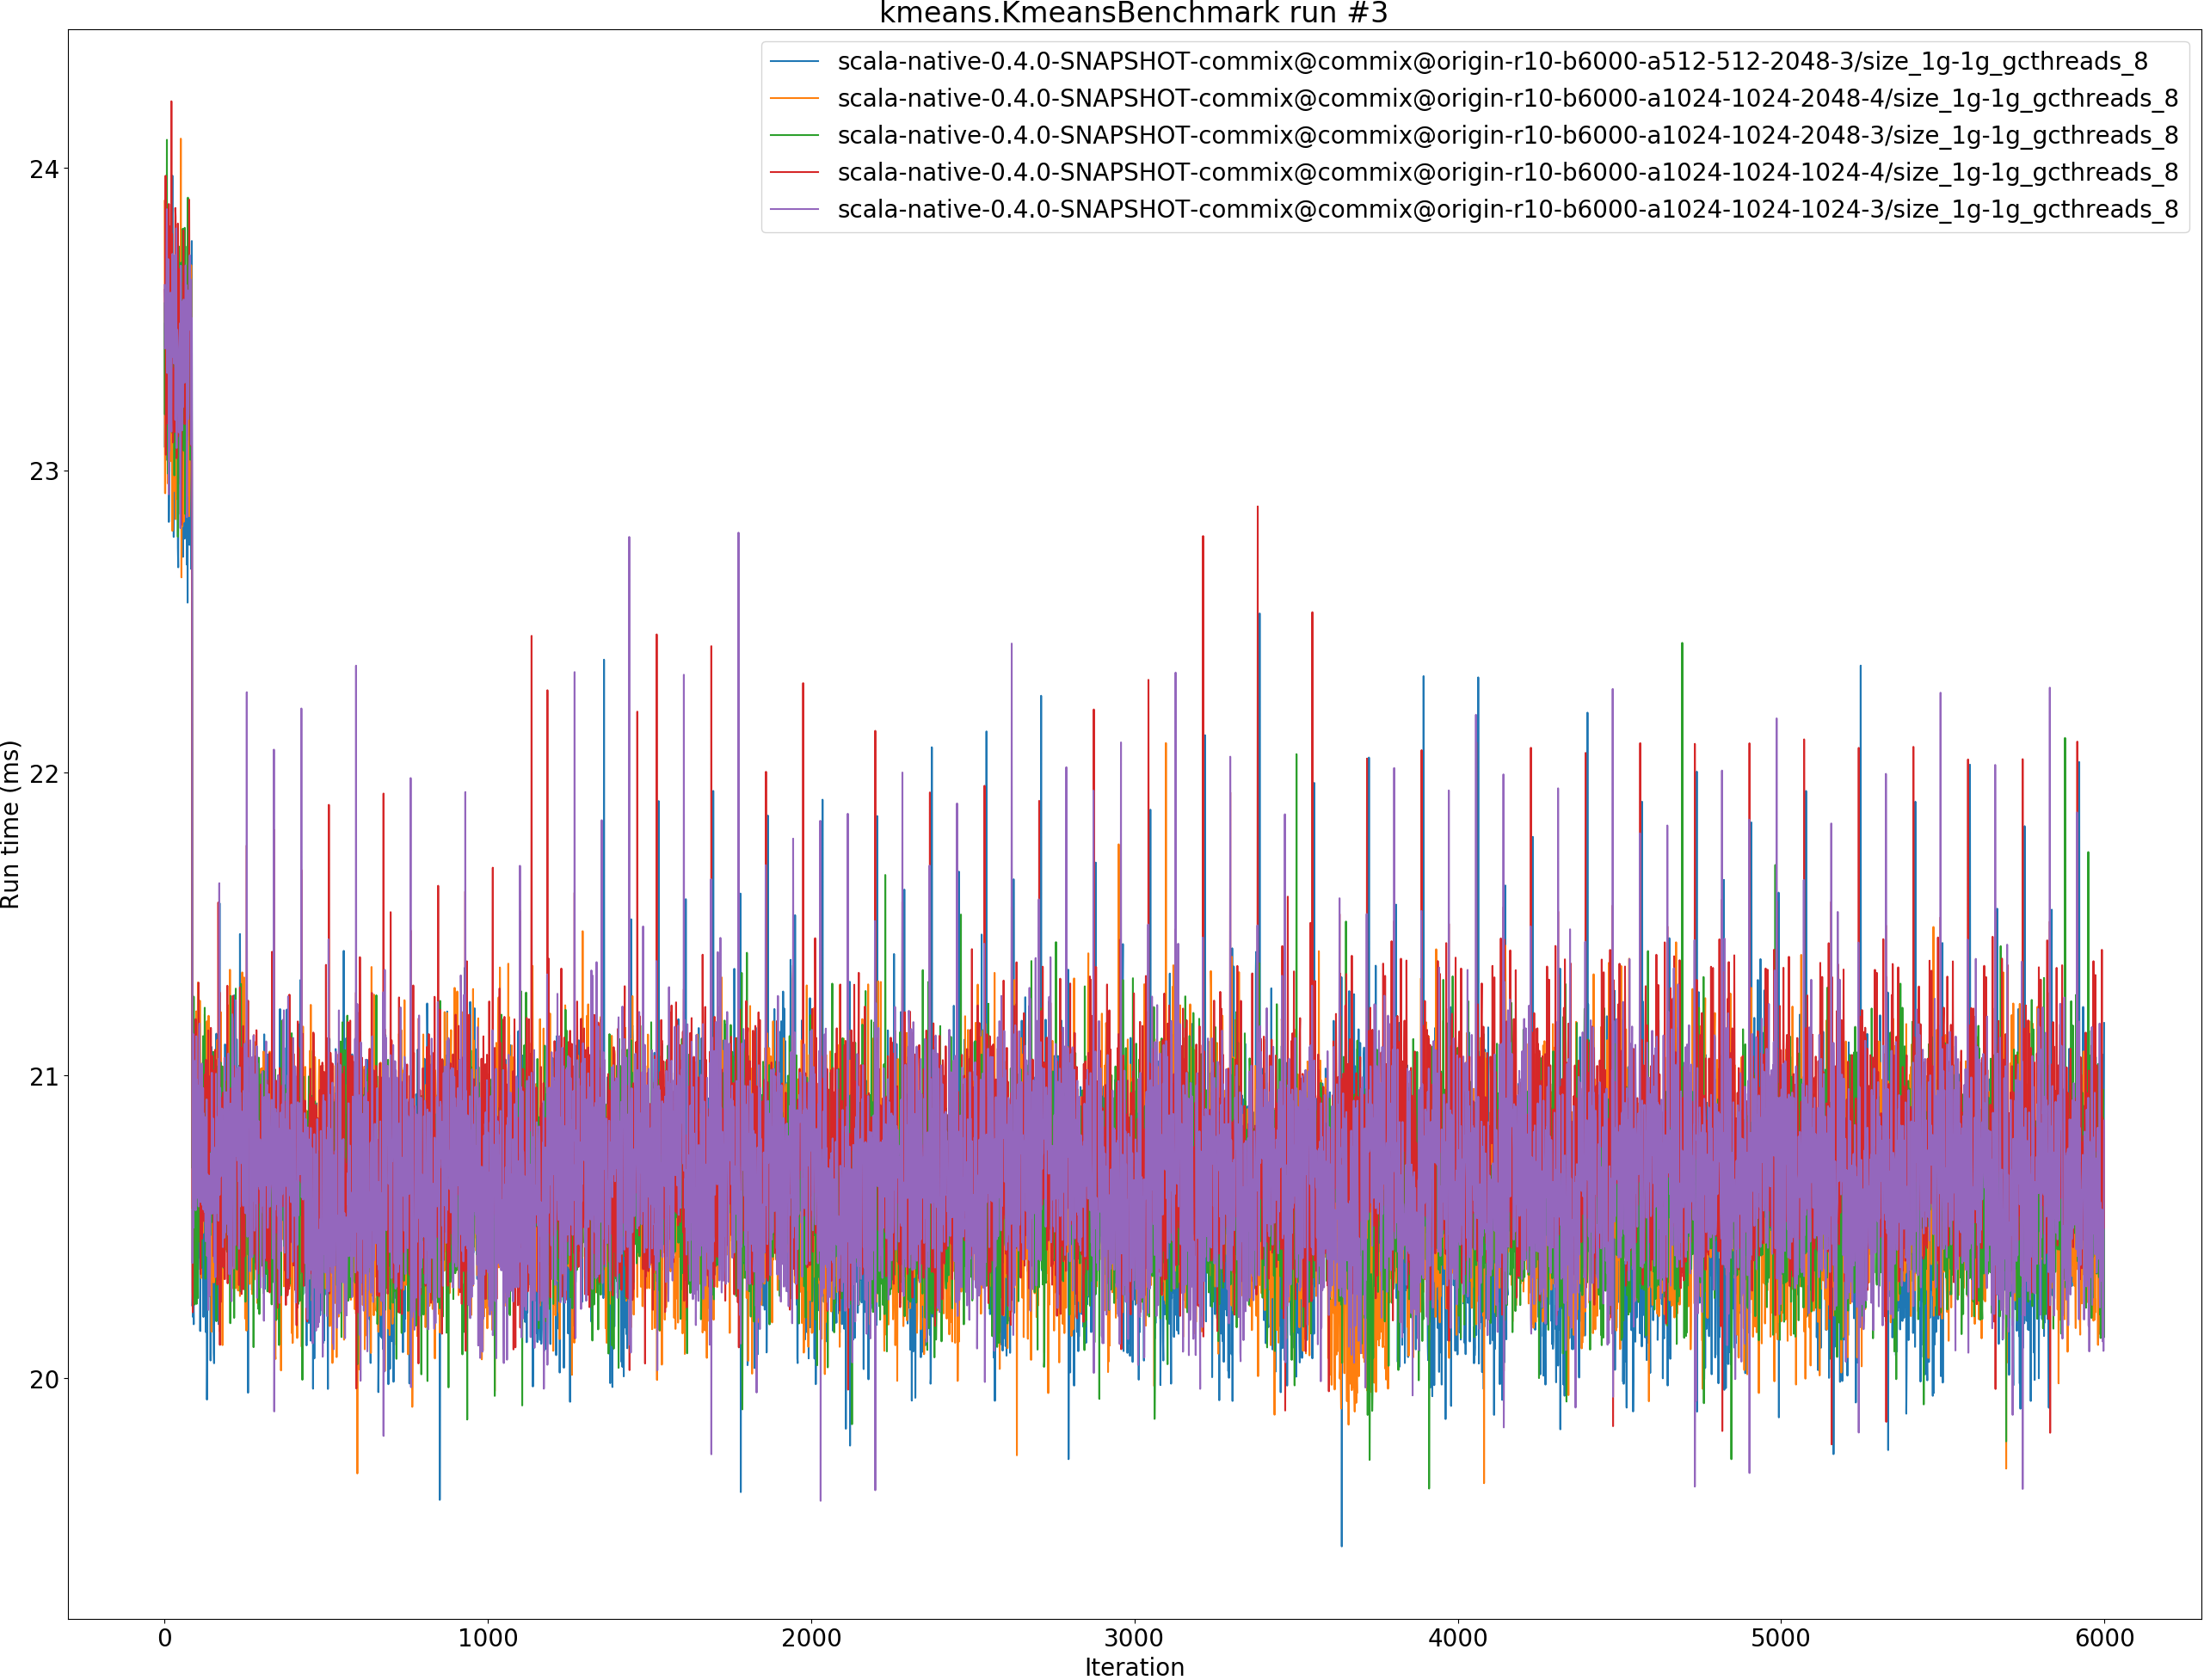 kmeans.KmeansBenchmark run #3
scala-native-0.4.0-SNAPSHOT-commix@commix@origin-r10-b6000-a512-512-2048-3/size_1g-1g_gcthreads_8
scala-native-0.4.0-SNAPSHOT-commix@commix@origin-r10-b6000-a1024-1024-2048-4/size_1g-1g_gcthreads_8
scala-native-0.4.0-SNAPSHOT-commix@commix@origin-r10-b6000-a1024-1024-2048-3/size_1g-1g_gcthreads_8
scala-native-0.4.0-SNAPSHOT-commix@commix@origin-r10-b6000-a1024-1024-1024-4/size_1g-1g_gcthreads_8
scala-native-0.4.0-SNAPSHOT-commix@commix@origin-r10-b6000-a1024-1024-1024-3/size_1g-1g_gcthreads_8
24
23
22
21
20
Run time (ms)
0 1000 2000 3000 4000 5000 6000
Iteration